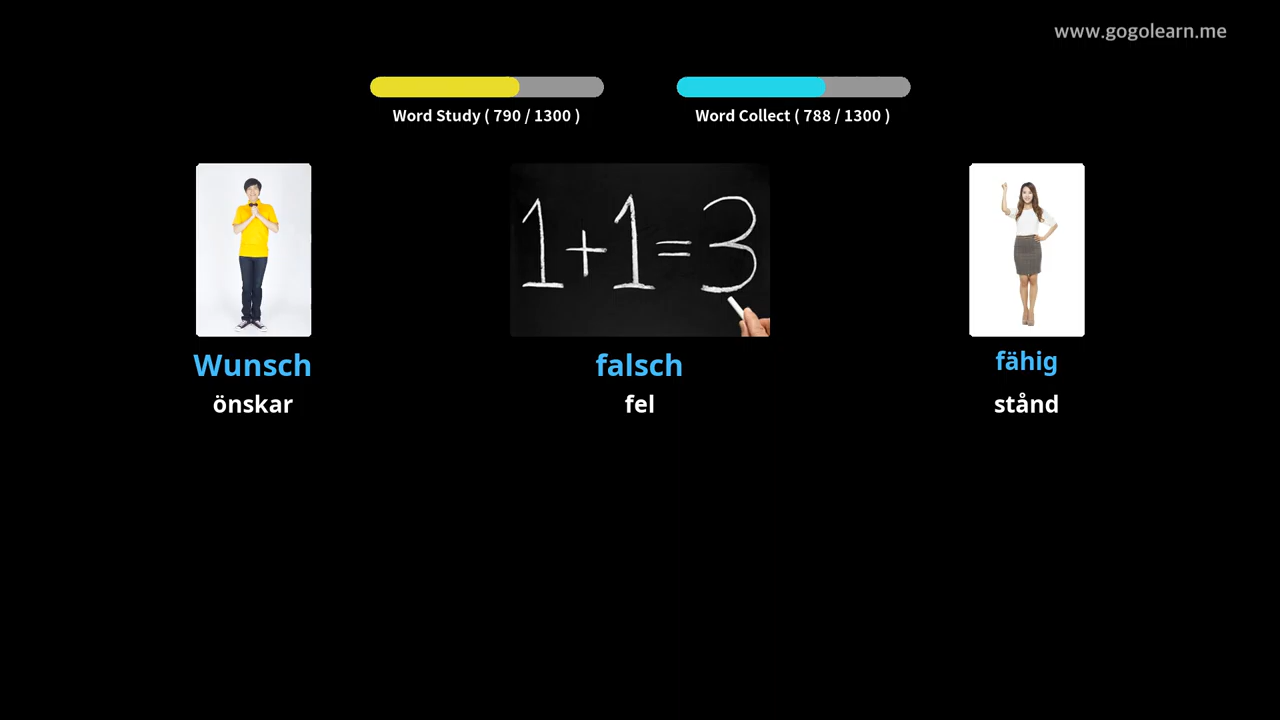 www.gogolearn.me
Word Study ( 790 / 1300 )
Word Collect ( 788 / 1300 )
1+1=3
Wunsch
önskar
falsch
fel
fähig
stånd